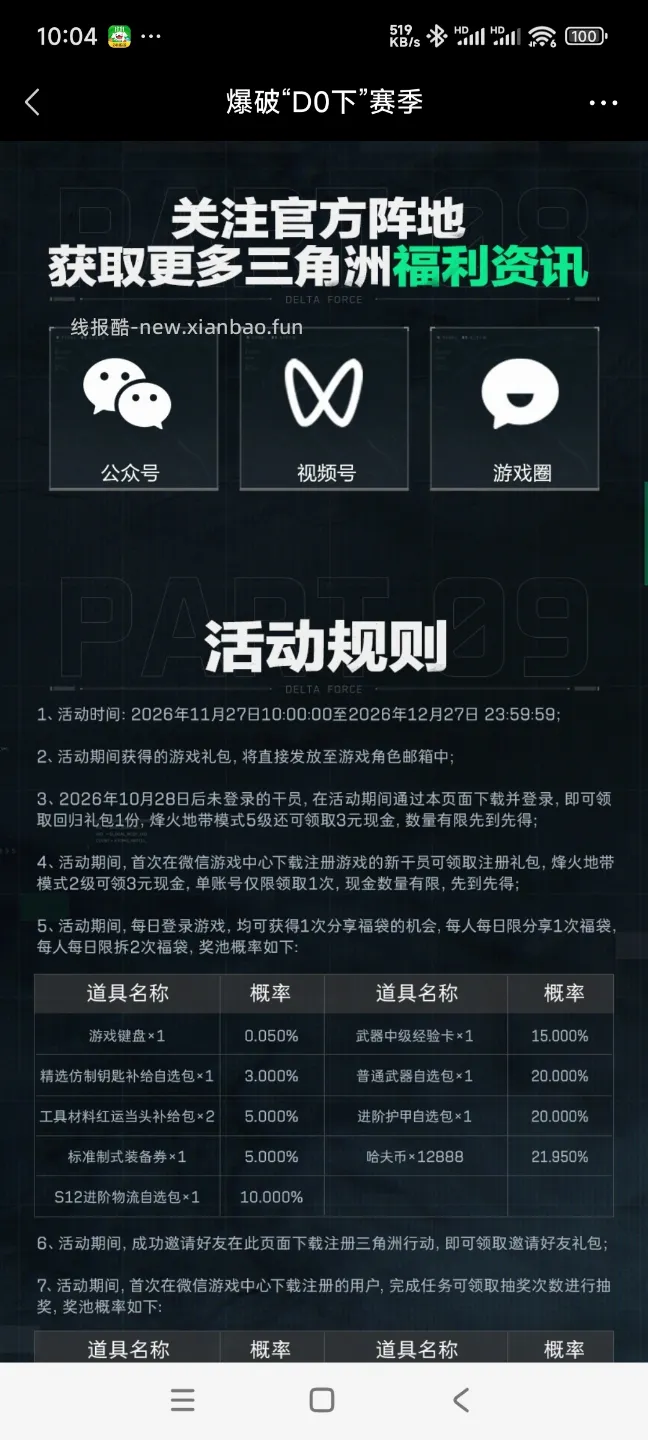 10:04
519 KB/s
HD
HD
6
100
爆破“D0下”赛季
关注官方阵地
获取更多三角洲福利资讯
DELTA FORCE
线报酷-new.xianbao.fun
公众号 视频号 游戏圈
PART 09
活动规则
DELTA FORCE
1、活动时间: 2026年11月27日10:00:00至2026年12月27日 23:59:59;
2、活动期间获得的游戏礼包, 将直接发放至游戏角色邮箱中;
3、2026年10月28日后未登录的干员, 在活动期间通过本页面下载并登录, 即可领
取回归礼包1份, 烽火地带模式5级还可领取3元现金, 数量有限先到先得;
4、活动期间, 首次在微信游戏中心下载注册游戏的新干员可领取注册礼包, 烽火地带
模式2级可领3元现金, 单账号仅限领取1次, 现金数量有限, 先到先得;
5、活动期间, 每日登录游戏, 均可获得1次分享福袋的机会, 每人每日限分享1次福袋,
每人每日限拆2次福袋, 奖池概率如下:
道具名称 概率 道具名称 概率
游戏键盘×1 0.050% 武器中级经验卡×1 15.000%
精选仿制钥匙补给自选包×1 3.000% 普通武器自选包×1 20.000%
工具材料红运当头补给包×2 5.000% 进阶护甲自选包×1 20.000%
标准制式装备券×1 5.000% 哈夫币×12888 21.950%
S12进阶物流自选包×1 10.000%
6、活动期间, 成功邀请好友在此页面下载注册三角洲行动, 即可领取邀请好友礼包;
7、活动期间, 首次在微信游戏中心下载注册的用户, 完成任务可领取抽奖次数进行抽
奖, 奖池概率如下:
道具名称 概率 道具名称 概率